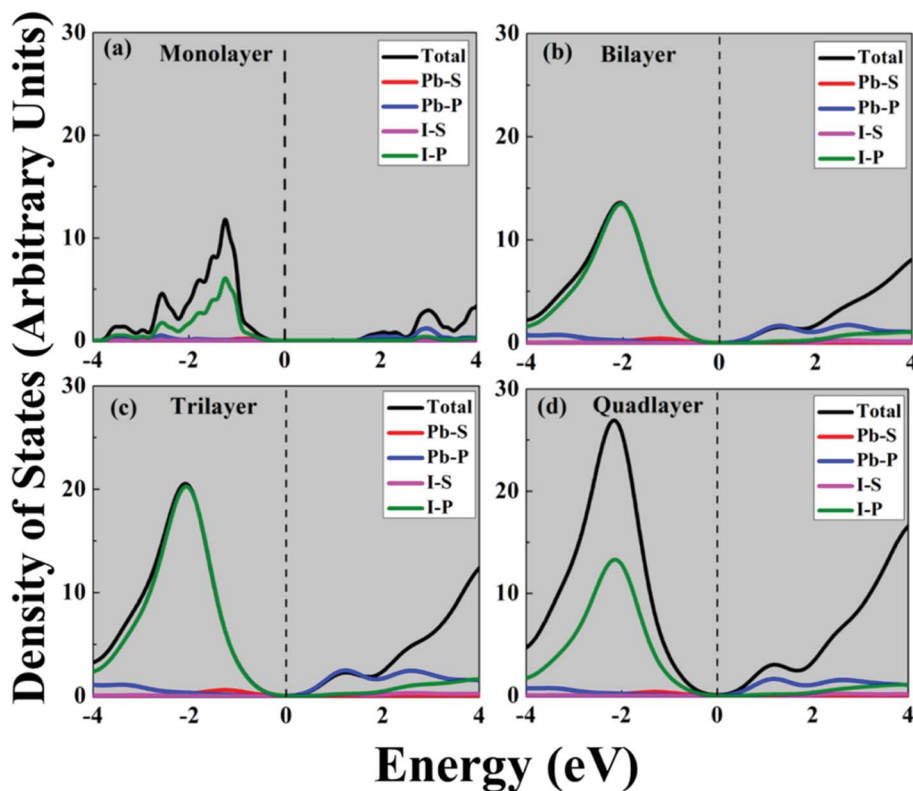 Density of States (Arbitrary Units)
(a) Monolayer
Total
Pb-S
Pb-P
I-S
I-P
30
20
10
0
-4 -2 0 2 4
(b) Bilayer
Total
Pb-S
Pb-P
I-S
I-P
30
20
10
0
-4 -2 0 2 4
(c) Trilayer
Total
Pb-S
Pb-P
I-S
I-P
30
20
10
0
-4 -2 0 2 4
(d) Quadlayer
Total
Pb-S
Pb-P
I-S
I-P
30
20
10
0
-4 -2 0 2 4
Energy (eV)